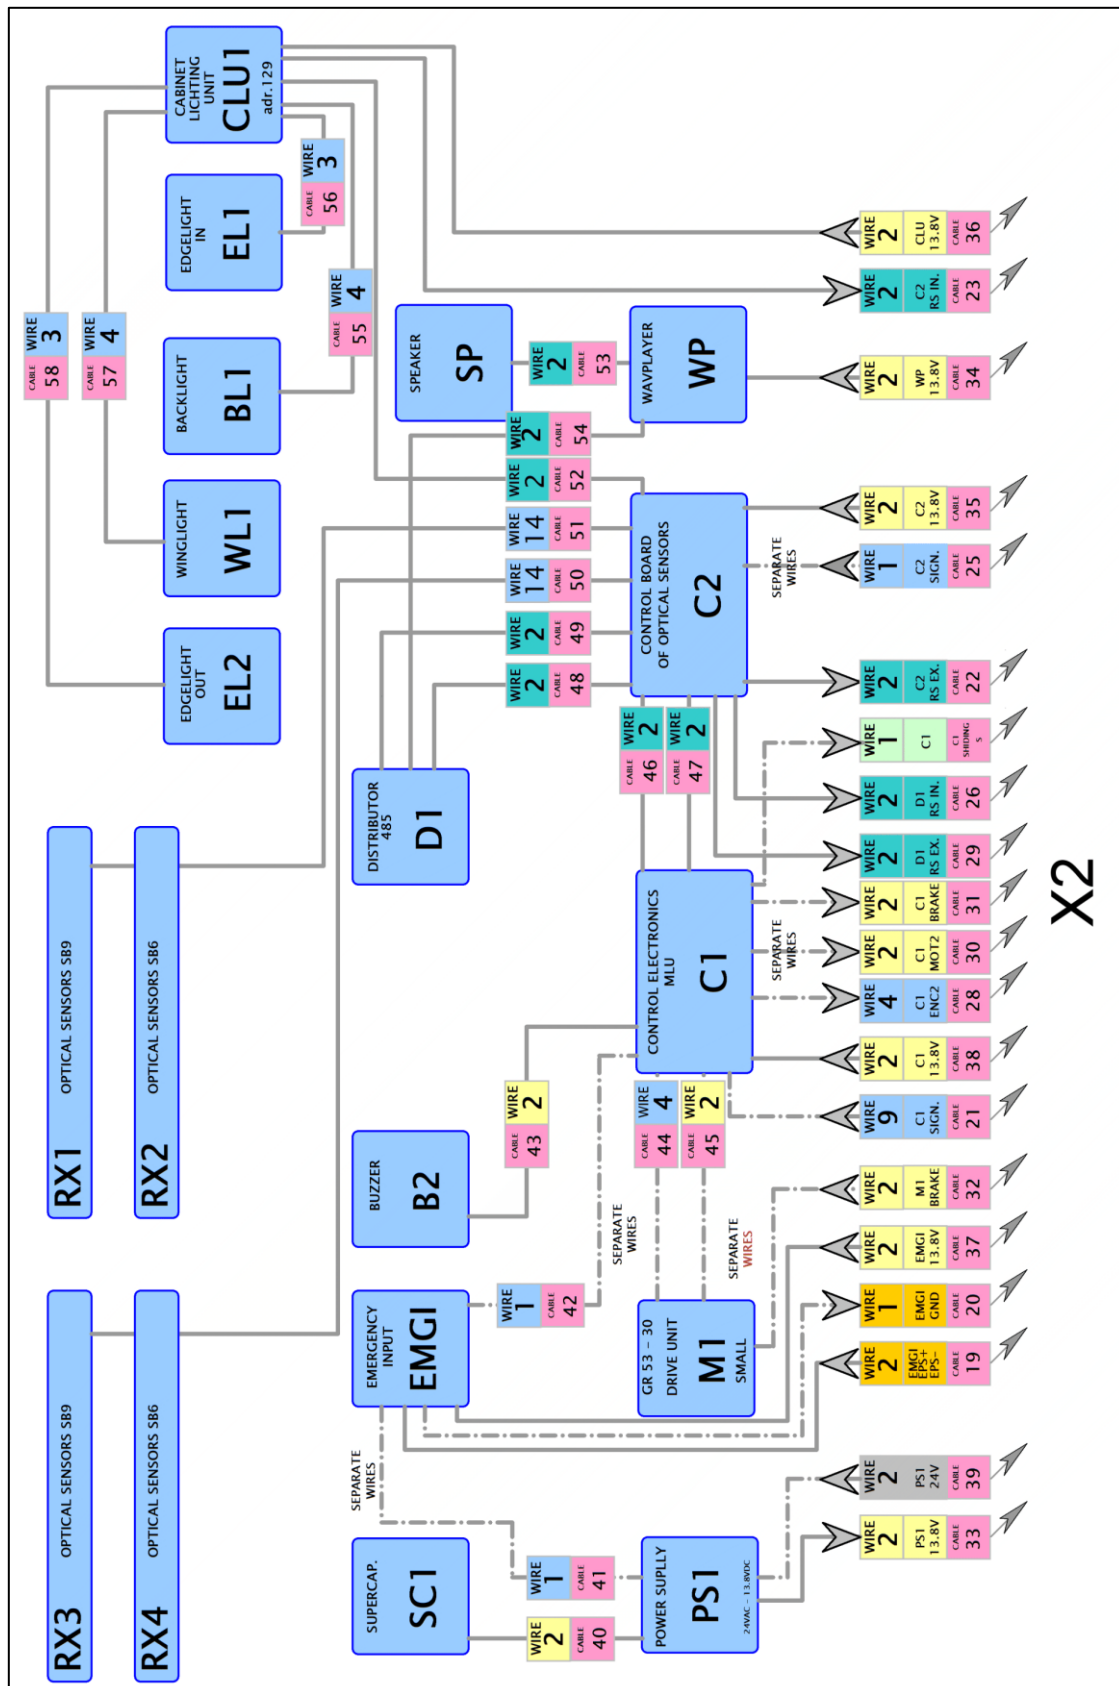 RX3
OPTICAL SENSORS SB9
RX1
OPTICAL SENSORS SB9
RX4
OPTICAL SENSORS SB6
RX2
OPTICAL SENSORS SB6
EDGELIGHT
OUT
EL2
WINGLIGHT
WL1
BACKLIGHT
BL1
EDGELIGHT
IN
EL1
CABINET
LICHTING
UNIT
CLU1
adr.129
CABLE
58
WIRE
3
CABLE
57
WIRE
4
CABLE
56
WIRE
3
CABLE
55
WIRE
4
SUPERCAP.
SC1
EMERGENCY
INPUT
EMGI
BUZZER
B2
DISTRIBUTOR
485
D1
SPEAKER
SP
SEPARATE
WIRES
WIRE
2
CABLE
40
WIRE
1
CABLE
41
WIRE
1
CABLE
42
CABLE
43
WIRE
2
WIRE
2
CABLE
48
WIRE
2
CABLE
49
WIRE
14
CABLE
50
WIRE
14
CABLE
51
WIRE
2
CABLE
52
WIRE
2
CABLE
54
WIRE
2
CABLE
53
SEPARATE
WIRES
POWER SUPLLY
PS1
24VAC - 13.8VDC
GR 53 - 30
DRIVE UNIT
M1
SMALL
CABLE
44
WIRE
4
CABLE
45
WIRE
2
SEPARATE
WIRES
CONTROL ELECTRONICS
MLU
C1
CABLE
46
WIRE
2
CABLE
47
WIRE
2
CONTROL BOARD
OF OPTICAL SENSORS
C2
WAVPLAYER
WP
SEPARATE
WIRES
SEPARATE
WIRES
WIRE
2
PS1
13.8V
CABLE
33
WIRE
2
PS1
24V
CABLE
39
WIRE
2
EMGI
EPS+
EPS-
CABLE
19
WIRE
1
EMGI
GND
CABLE
20
WIRE
2
EMGI
13.8V
CABLE
37
WIRE
2
M1
BRAKE
CABLE
32
WIRE
9
C1
SIGN.
CABLE
21
WIRE
2
C1
13.8V
CABLE
38
WIRE
4
C1
ENC2
CABLE
28
WIRE
2
C1
MOT2
CABLE
30
WIRE
2
C1
BRAKE
CABLE
31
WIRE
2
D1
RS EX.
CABLE
29
WIRE
2
D1
RS IN.
CABLE
26
WIRE
1
C1
C1
SHIDING
S
WIRE
2
C2
RS EX.
CABLE
22
WIRE
1
C2
SIGN.
CABLE
25
WIRE
2
C2
13.8V
CABLE
35
WIRE
2
WP
13.8V
CABLE
34
WIRE
2
C2
RS IN.
CABLE
23
WIRE
2
CLU
13.8V
CABLE
36
X2